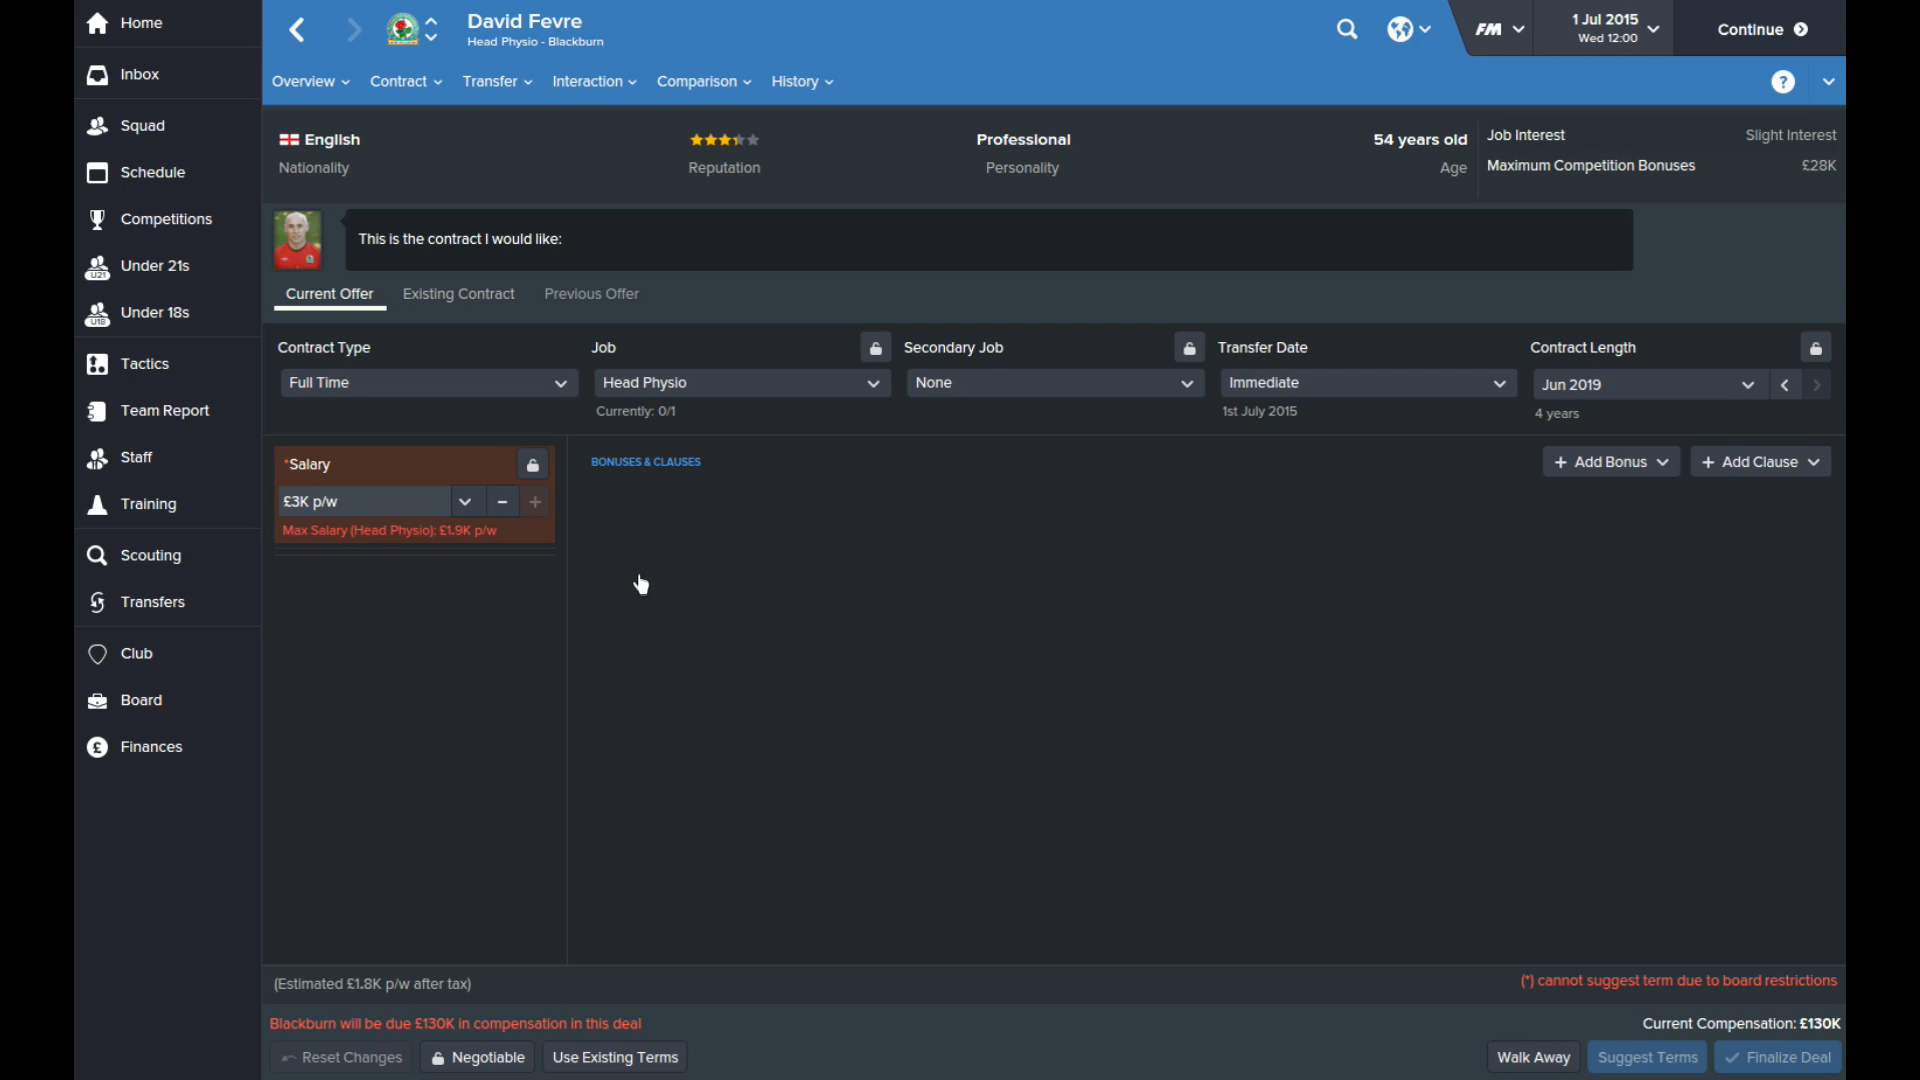 Home
Inbox
Squad
Schedule
Competitions
U21
Under 21s
U18
Under 18s
Tactics
Team Report
Staff
Training
Scouting
Transfers
Club
Board
£
Finances
David Fevre
Head Physio - Blackburn
FM
1 Jul 2015
Wed 12:00
Continue
Overview
Contract
Transfer
Interaction
Comparison
History
?
English
Nationality
Reputation
Professional
Personality
54 years old
Age
Job Interest
Slight Interest
Maximum Competition Bonuses
£28K
This is the contract I would like:
Current Offer
Existing Contract
Previous Offer
Contract Type
Full Time
Job
Head Physio
Currently: 0/1
Secondary Job
None
Transfer Date
Immediate
1st July 2015
Contract Length
Jun 2019
4 years
*Salary
£3K p/w
Max Salary (Head Physio): £1.9K p/w
BONUSES & CLAUSES
+ Add Bonus
+ Add Clause
(Estimated £1.8K p/w after tax)
(*) cannot suggest term due to board restrictions
Blackburn will be due £130K in compensation in this deal
Current Compensation: £130K
Reset Changes
Negotiable
Use Existing Terms
Walk Away
Suggest Terms
Finalize Deal